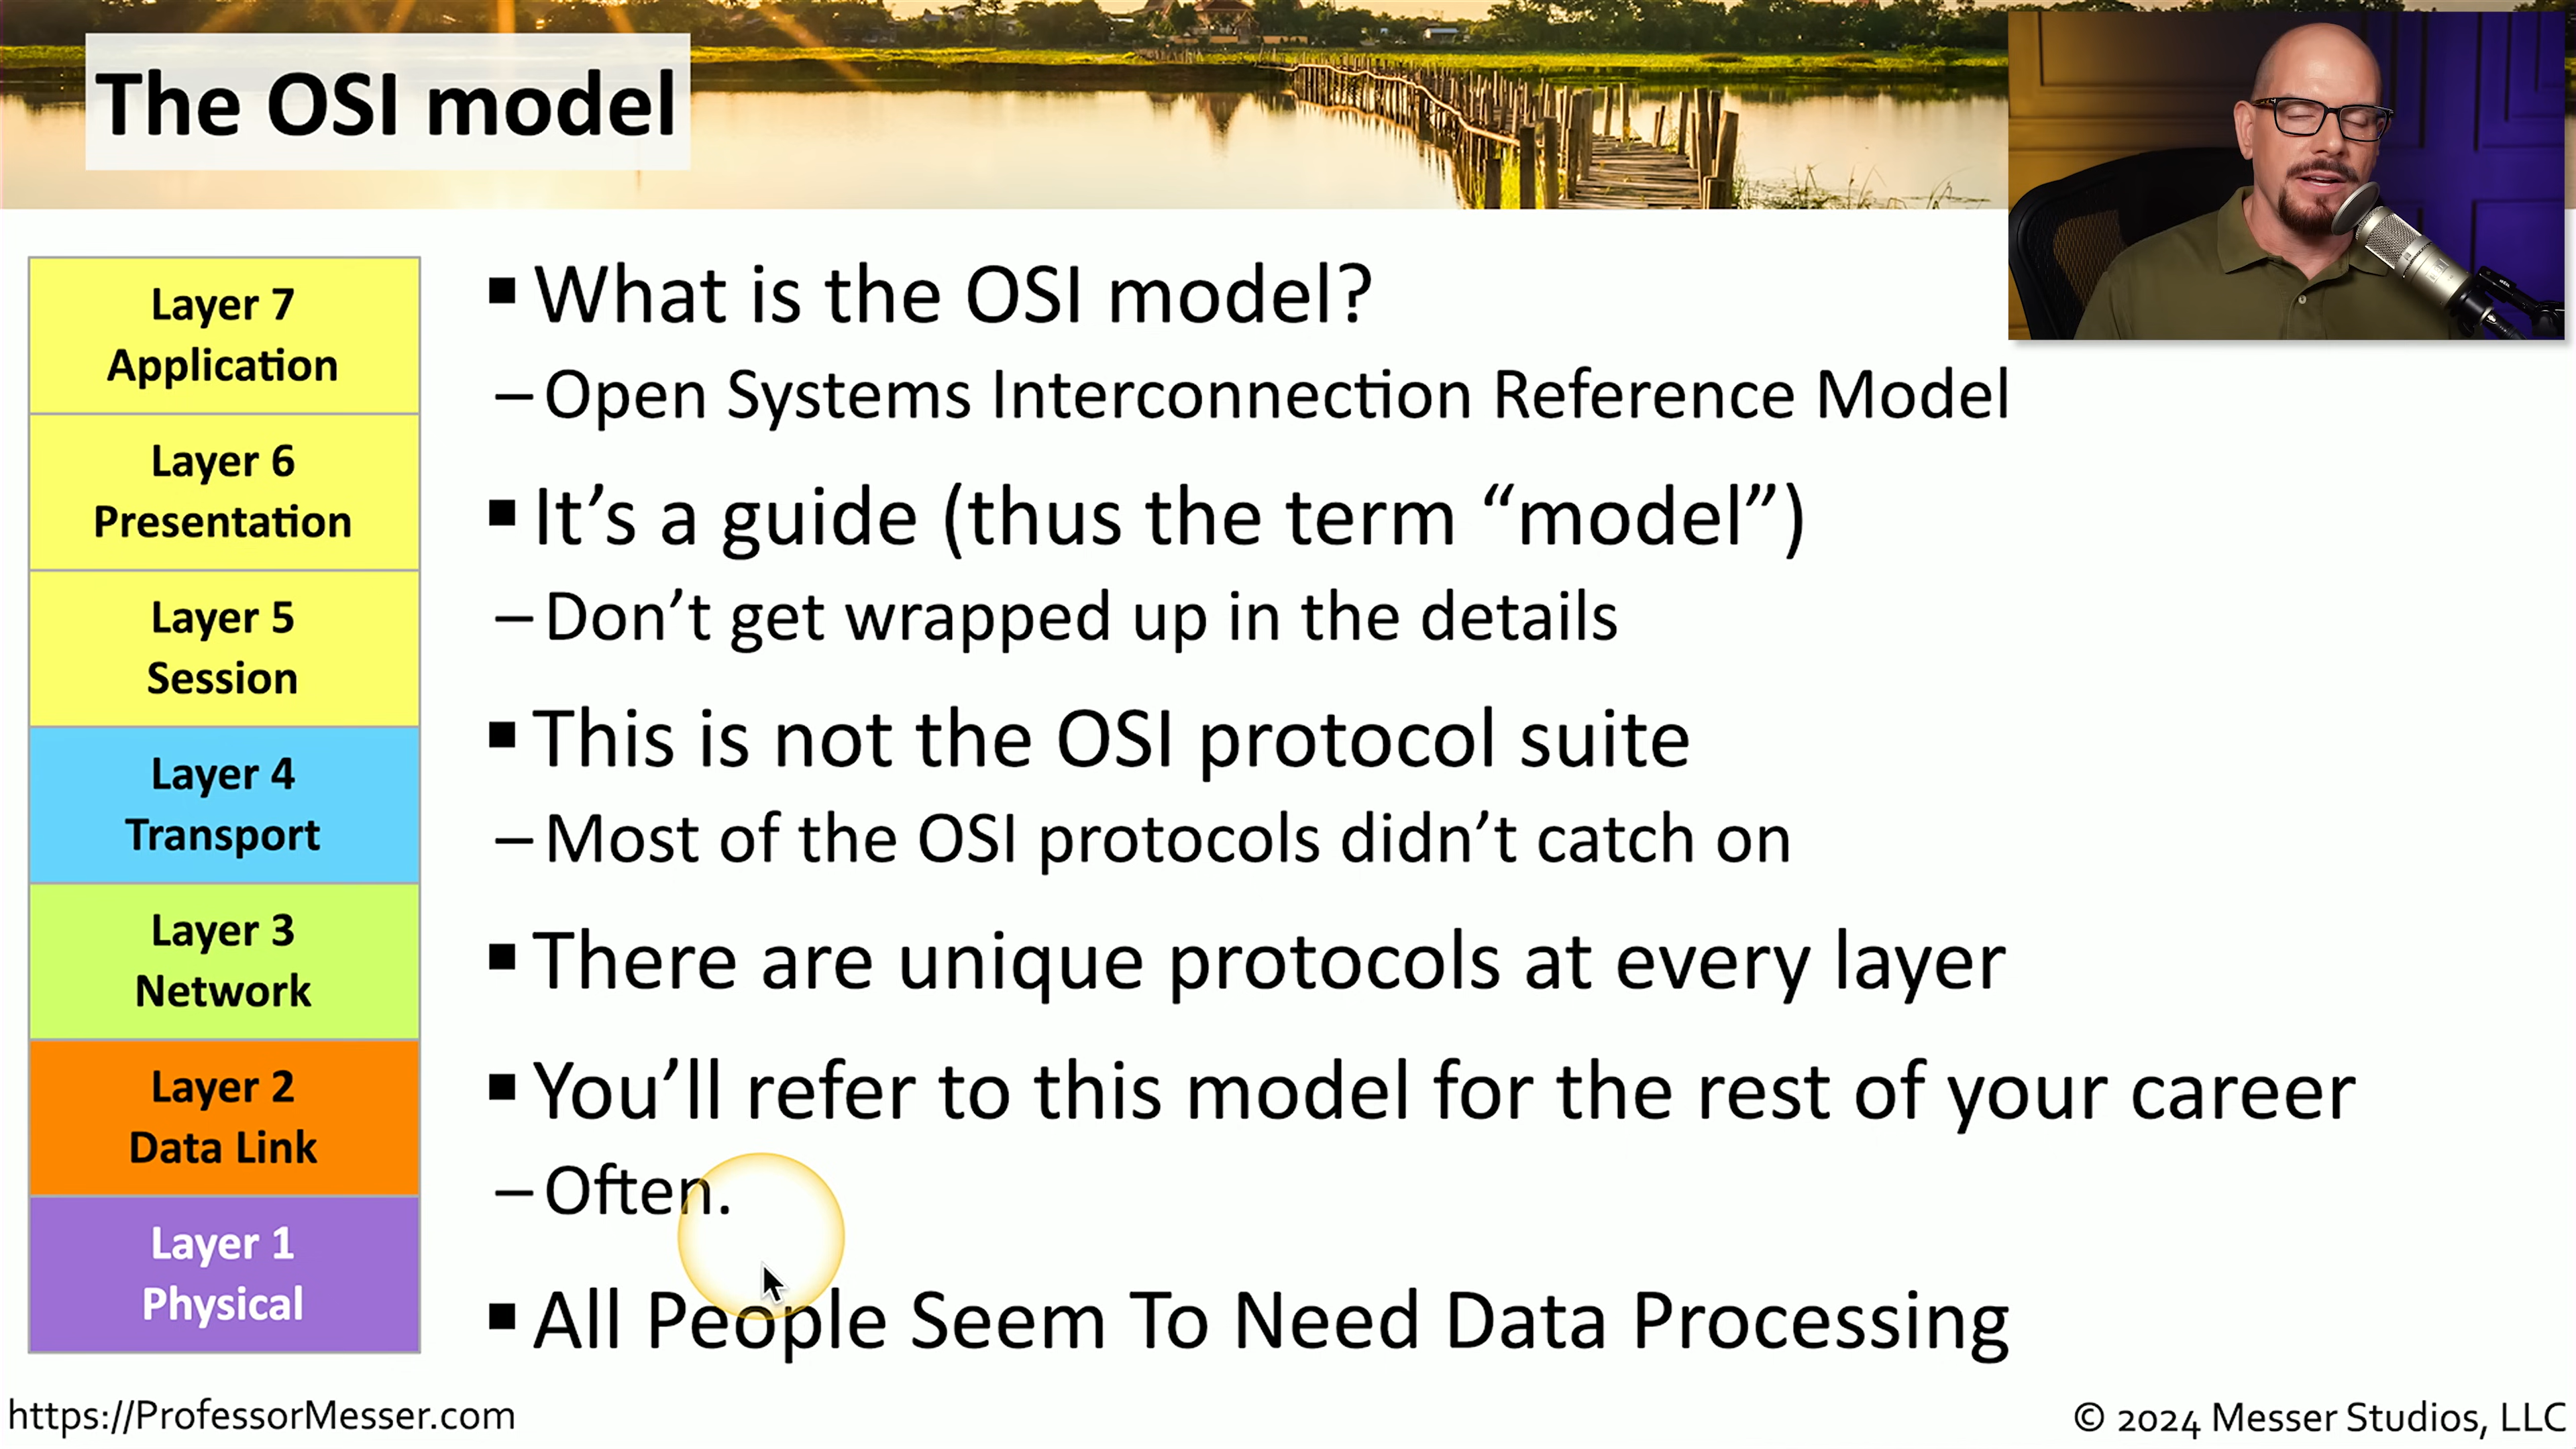 The OSI model
Layer 7
Application
Layer 6
Presentation
Layer 5
Session
Layer 4
Transport
Layer 3
Network
Layer 2
Data Link
Layer 1
Physical
▪ What is the OSI model?
– Open Systems Interconnection Reference Model
▪ It’s a guide (thus the term “model”)
– Don’t get wrapped up in the details
▪ This is not the OSI protocol suite
– Most of the OSI protocols didn’t catch on
▪ There are unique protocols at every layer
▪ You’ll refer to this model for the rest of your career
– Often.
▪ All People Seem To Need Data Processing
https://ProfessorMesser.com
© 2024 Messer Studios, LLC